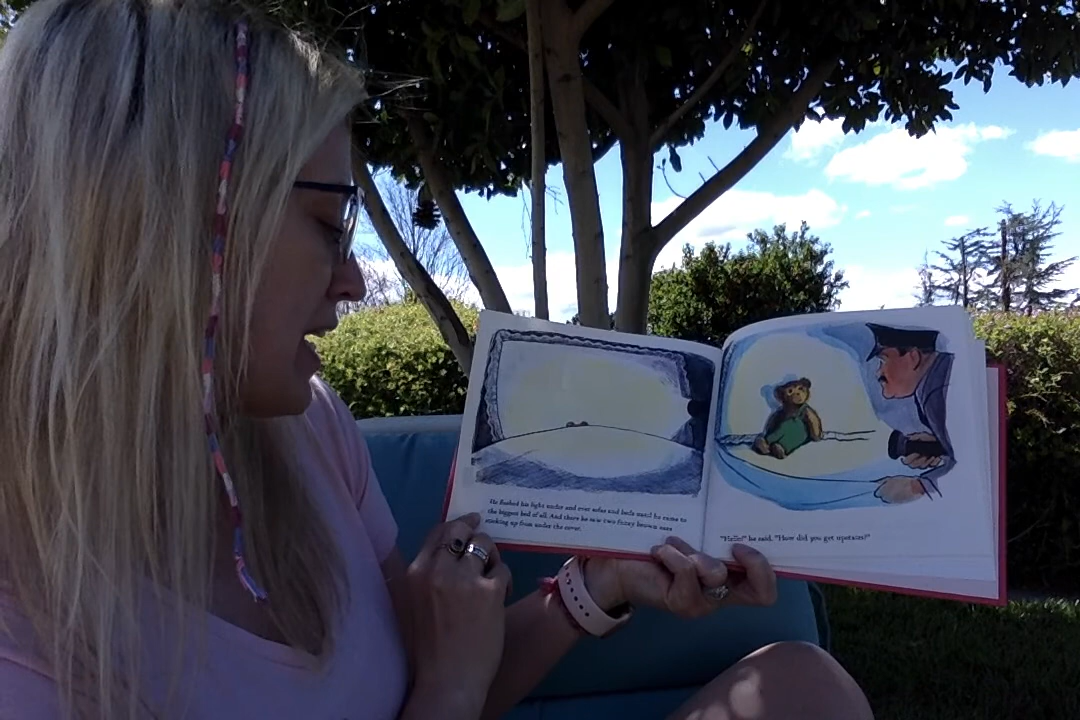 He flashed his light under and over sofas and beds until he came to
the biggest bed of all. And there he saw two fuzzy brown ears
sticking up from under the cover.
"Hello!" he said. "How did you get upstairs?"